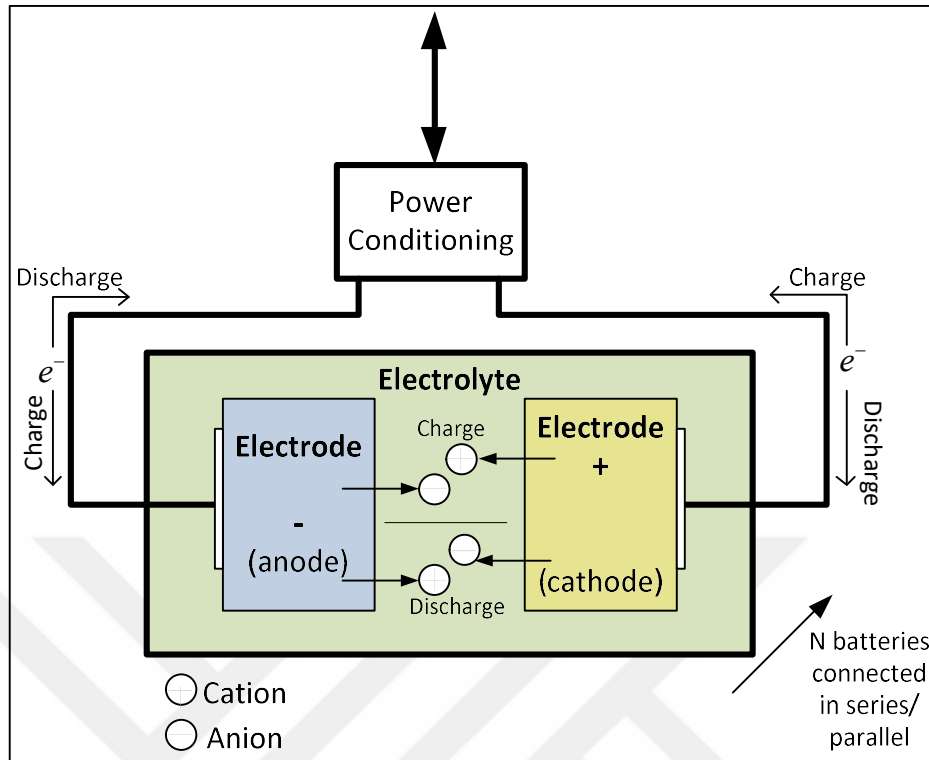 Power
Conditioning
Discharge
Charge
e⁻
Charge
e⁻
Discharge
Electrolyte
Electrode
-
(anode)
Charge
Discharge
Electrode
+
(cathode)
Cation
Anion
N batteries
connected
in series/
parallel